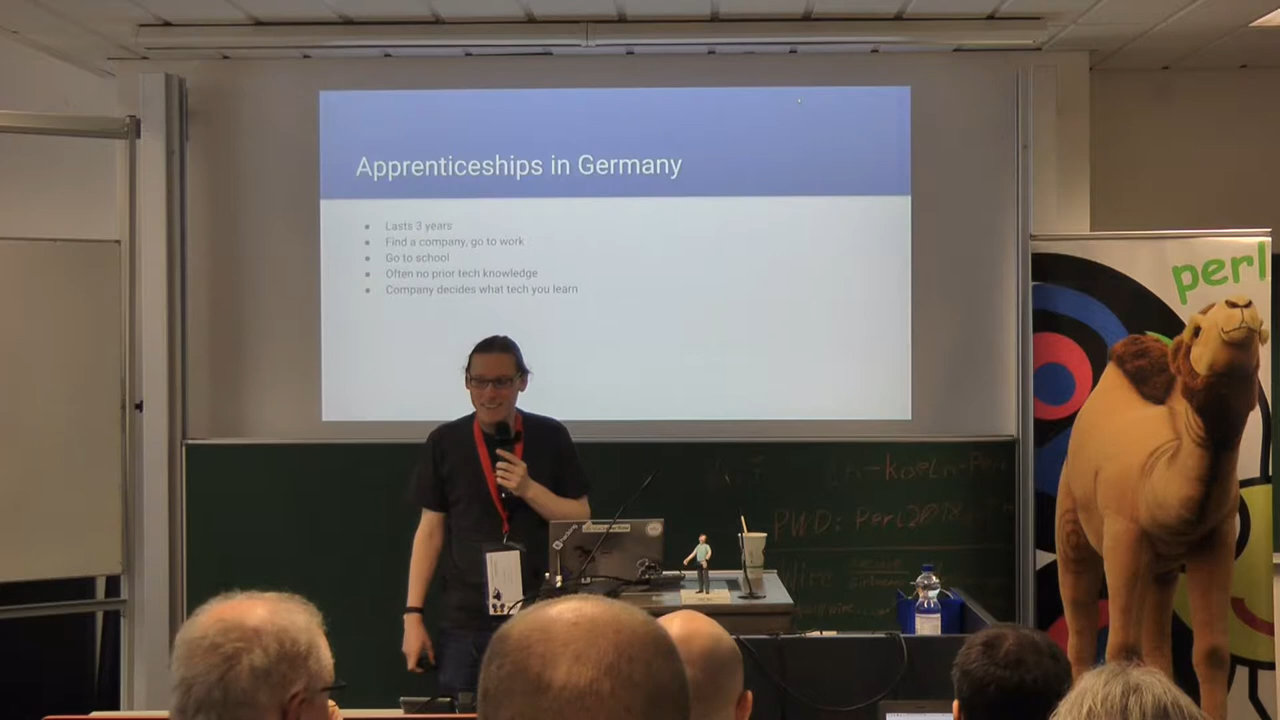 Apprenticeships in Germany
Lasts 3 years
Find a company, go to work
Go to school
Often no prior tech knowledge
Company decides what tech you learn
perl
PWD: Perl2018